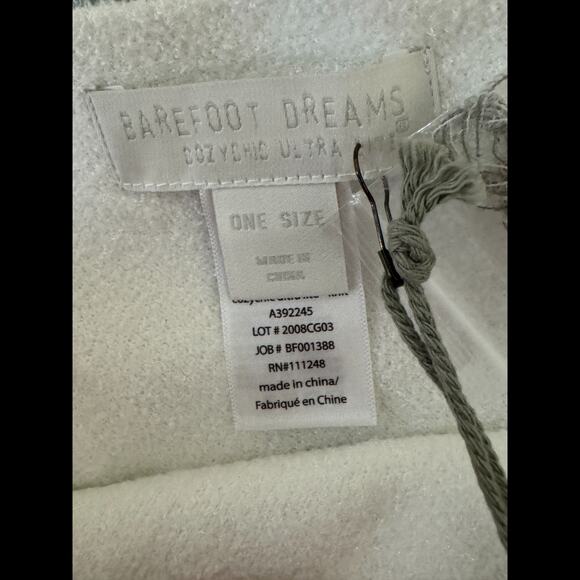 BAREFOOT DREAMS®
COZYCHIC ULTRA
ONE SIZE
MADE IN
CHINA
A392245
LOT # 2008CG03
JOB # BF001388
RN#111248
made in china/
Fabriqué en Chine